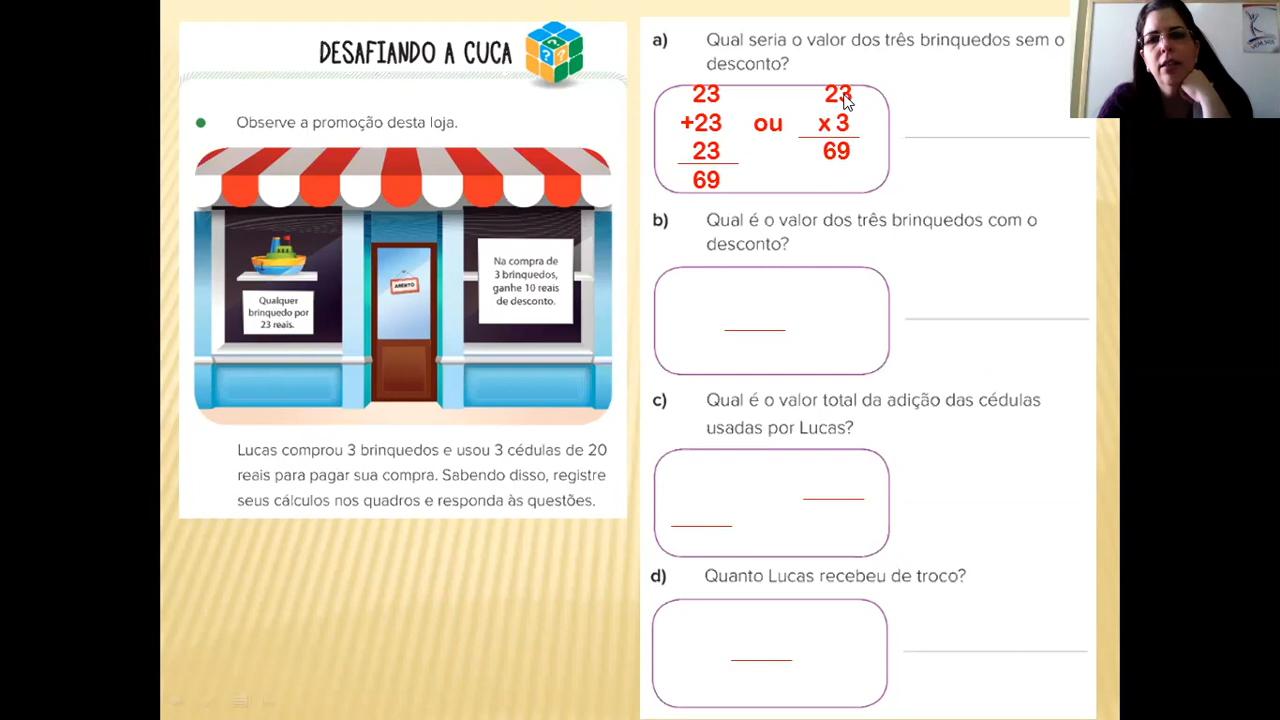 DESAFIANDO A CUCA
Observe a promoção desta loja.
Qualquer
brinquedo por
23 reais.
ABERTO
Na compra de
3 brinquedos,
ganhe 10 reais
de desconto.
Lucas comprou 3 brinquedos e usou 3 cédulas de 20
reais para pagar sua compra. Sabendo disso, registre
seus cálculos nos quadros e responda às questões.
a) Qual seria o valor dos três brinquedos sem o
desconto?
23 23
+23 ou x 3
23 69
69
b) Qual é o valor dos três brinquedos com o
desconto?
c) Qual é o valor total da adição das cédulas
usadas por Lucas?
d) Quanto Lucas recebeu de troco?